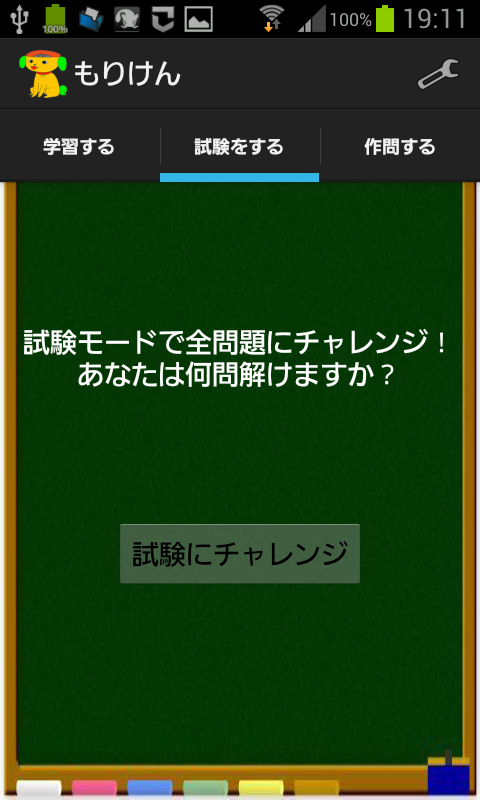 100%
100%
19:11
もりけん
学習する
試験をする
作問する
試験モードで全問題にチャレンジ！
あなたは何問解けますか？
試験にチャレンジ